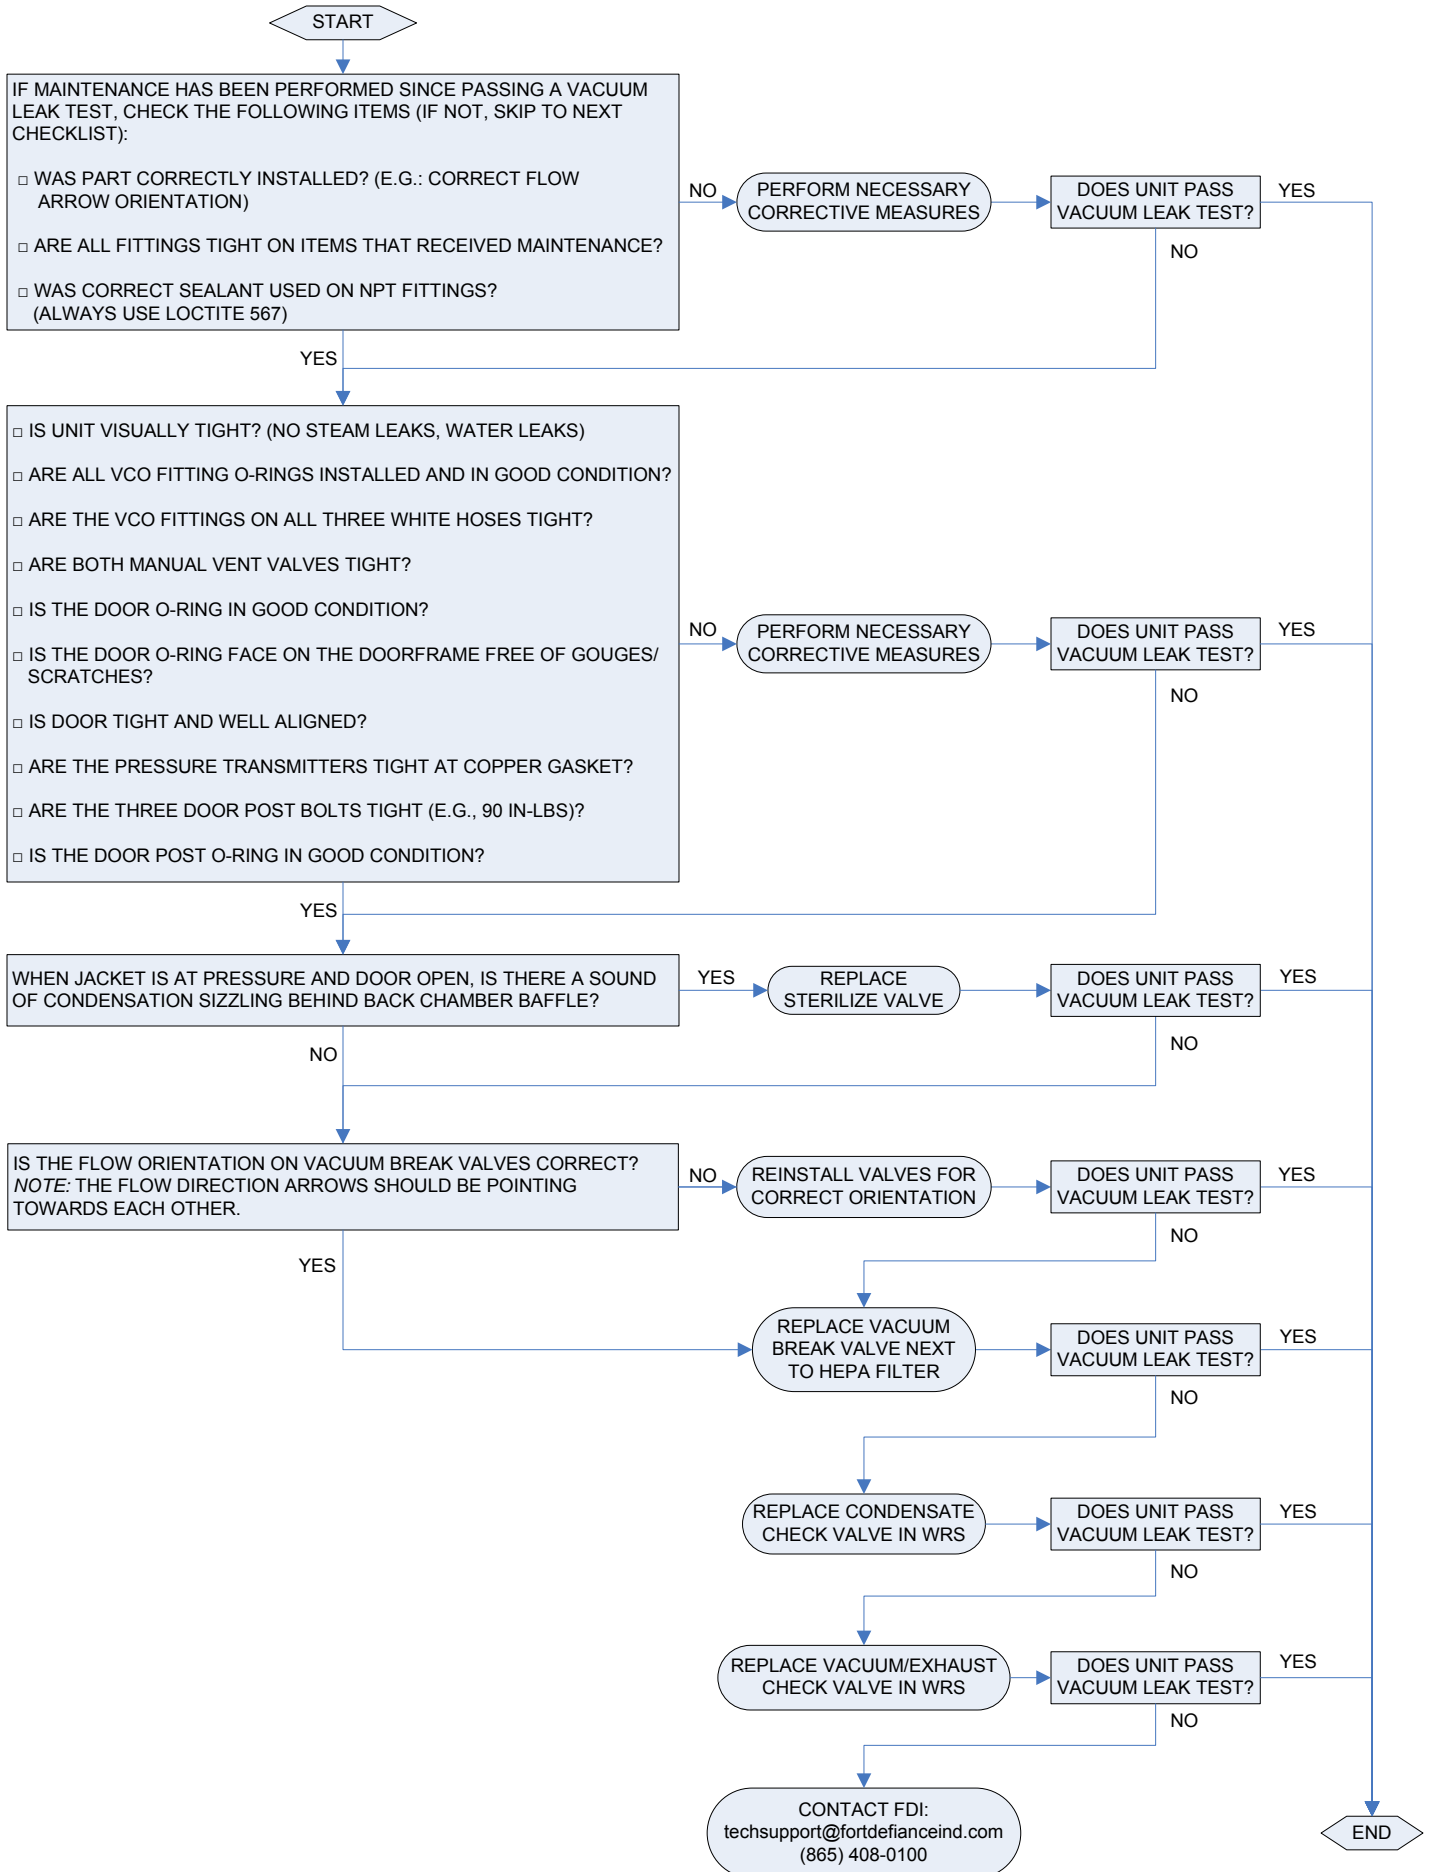 START
IF MAINTENANCE HAS BEEN PERFORMED SINCE PASSING A VACUUM
LEAK TEST, CHECK THE FOLLOWING ITEMS (IF NOT, SKIP TO NEXT
CHECKLIST):
□ WAS PART CORRECTLY INSTALLED? (E.G.: CORRECT FLOW
ARROW ORIENTATION)
□ ARE ALL FITTINGS TIGHT ON ITEMS THAT RECEIVED MAINTENANCE?
□ WAS CORRECT SEALANT USED ON NPT FITTINGS?
(ALWAYS USE LOCTITE 567)
NO
PERFORM NECESSARY
CORRECTIVE MEASURES
DOES UNIT PASS
VACUUM LEAK TEST?
YES
NO
YES
□ IS UNIT VISUALLY TIGHT? (NO STEAM LEAKS, WATER LEAKS)
□ ARE ALL VCO FITTING O-RINGS INSTALLED AND IN GOOD CONDITION?
□ ARE THE VCO FITTINGS ON ALL THREE WHITE HOSES TIGHT?
□ ARE BOTH MANUAL VENT VALVES TIGHT?
□ IS THE DOOR O-RING IN GOOD CONDITION?
□ IS THE DOOR O-RING FACE ON THE DOORFRAME FREE OF GOUGES/
SCRATCHES?
□ IS DOOR TIGHT AND WELL ALIGNED?
□ ARE THE PRESSURE TRANSMITTERS TIGHT AT COPPER GASKET?
□ ARE THE THREE DOOR POST BOLTS TIGHT (E.G., 90 IN-LBS)?
□ IS THE DOOR POST O-RING IN GOOD CONDITION?
NO
PERFORM NECESSARY
CORRECTIVE MEASURES
DOES UNIT PASS
VACUUM LEAK TEST?
YES
NO
YES
WHEN JACKET IS AT PRESSURE AND DOOR OPEN, IS THERE A SOUND
OF CONDENSATION SIZZLING BEHIND BACK CHAMBER BAFFLE?
YES
REPLACE
STERILIZE VALVE
DOES UNIT PASS
VACUUM LEAK TEST?
YES
NO
NO
IS THE FLOW ORIENTATION ON VACUUM BREAK VALVES CORRECT?
NOTE: THE FLOW DIRECTION ARROWS SHOULD BE POINTING
TOWARDS EACH OTHER.
NO
REINSTALL VALVES FOR
CORRECT ORIENTATION
DOES UNIT PASS
VACUUM LEAK TEST?
YES
NO
YES
REPLACE VACUUM
BREAK VALVE NEXT
TO HEPA FILTER
DOES UNIT PASS
VACUUM LEAK TEST?
YES
NO
REPLACE CONDENSATE
CHECK VALVE IN WRS
DOES UNIT PASS
VACUUM LEAK TEST?
YES
NO
REPLACE VACUUM/EXHAUST
CHECK VALVE IN WRS
DOES UNIT PASS
VACUUM LEAK TEST?
YES
NO
CONTACT FDI:
techsupport@fortdefianceind.com
(865) 408-0100
END